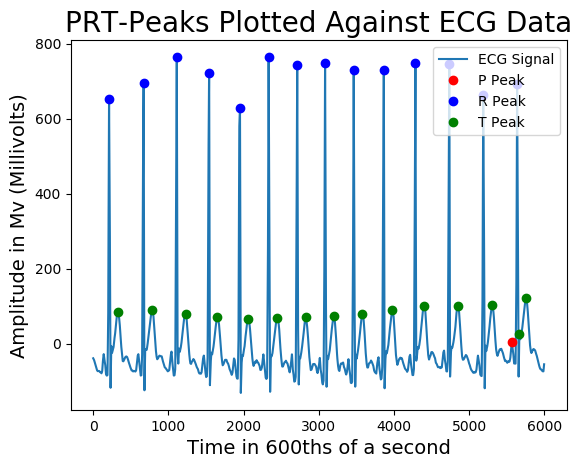 PRT-Peaks Plotted Against ECG Data
800
600
400
200
0
Amplitude in Mv (Millivolts)
ECG Signal
P Peak
R Peak
T Peak
0 1000 2000 3000 4000 5000 6000
Time in 600ths of a second